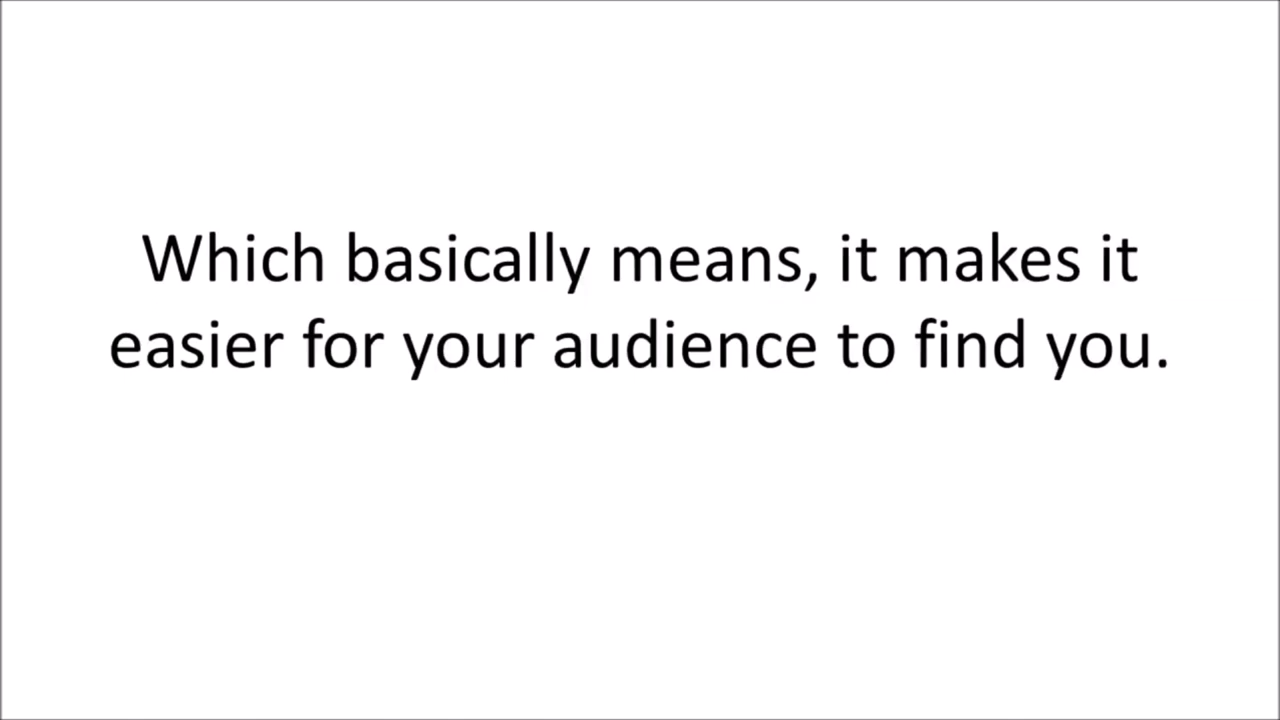 Which basically means, it makes it
easier for your audience to find you.